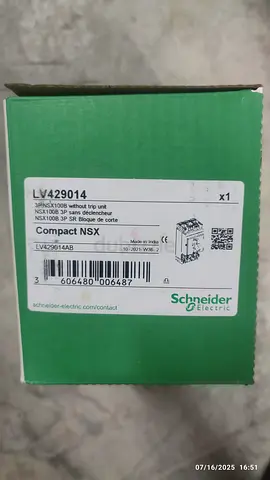 LV429014 x1
3P NSX100B without trip unit
NSX100B 3P sans déclencheur
NSX100B 3P SR Bloque de corte
Compact NSX
Made in India CE
LV429014AB
3 606480 006487
Schneider
Electric
schneider-electric.com/contact
07/16/2025 16:51